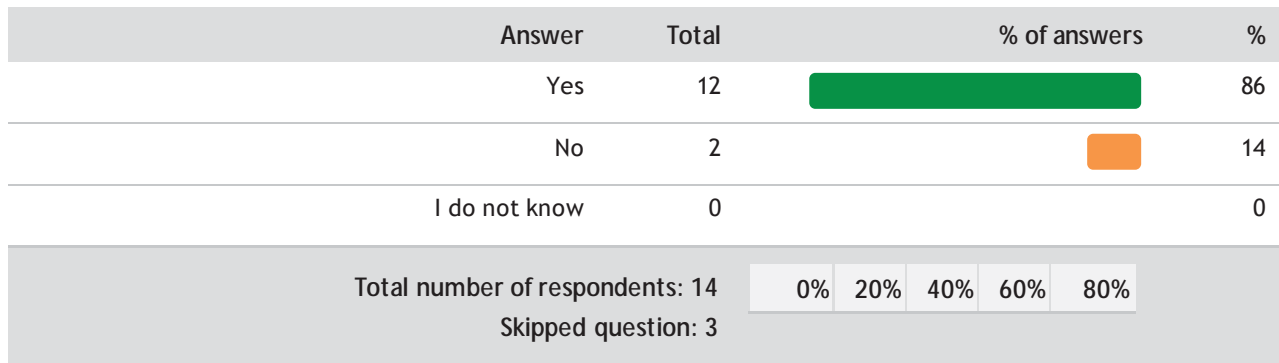 Answer Total % of answers %
Yes 12 86
No 2 14
I do not know 0 0
Total number of respondents: 14 0% 20% 40% 60% 80%
Skipped question: 3